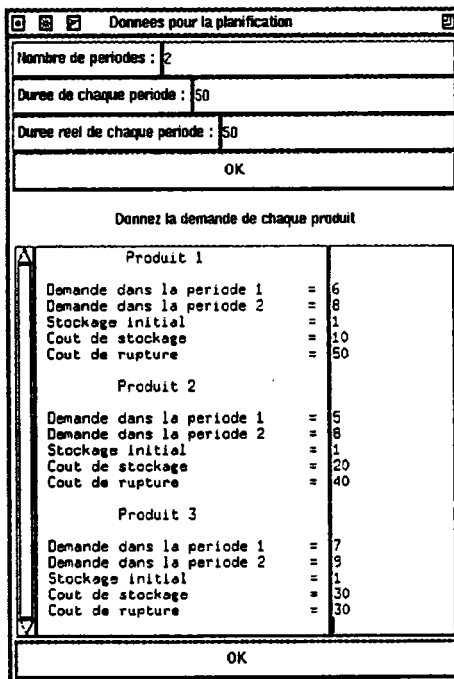 Donnees pour la planification
Nombre de periodes : 2
Duree de chaque periode : 50
Duree reel de chaque periode : 50
OK
Donnez la demande de chaque produit
Produit 1
Demande dans la periode 1 = 6
Demande dans la periode 2 = 8
Stockage initial = 1
Cout de stockage = 10
Cout de rupture = 50
Produit 2
Demande dans la periode 1 = 5
Demande dans la periode 2 = 8
Stockage initial = 1
Cout de stockage = 20
Cout de rupture = 40
Produit 3
Demande dans la periode 1 = 7
Demande dans la periode 2 = 9
Stockage initial = 1
Cout de stockage = 30
Cout de rupture = 30
OK